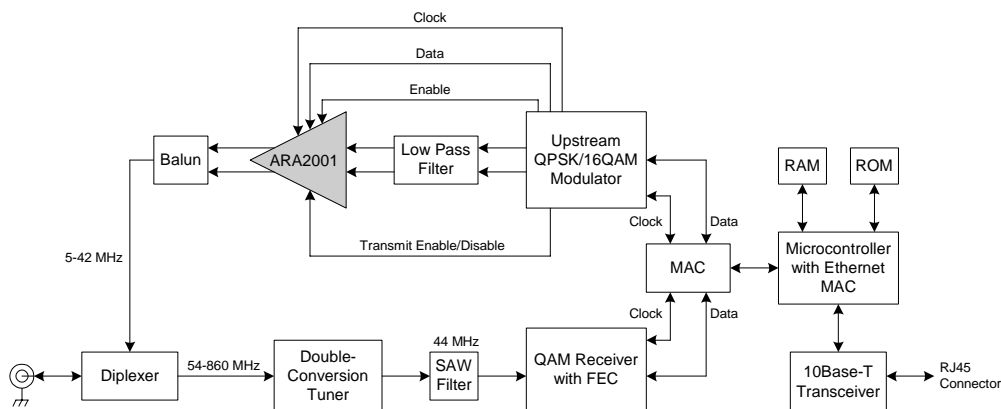 Clock
Data
Enable
Balun
ARA2001
Low Pass
Filter
Upstream
QPSK/16QAM
Modulator
RAM
ROM
Clock
Data
Transmit Enable/Disable
5-42 MHz
MAC
Microcontroller
with Ethernet
MAC
Clock
Data
Diplexer
54-860 MHz
Double-
Conversion
Tuner
44 MHz
SAW
Filter
QAM Receiver
with FEC
10Base-T
Transceiver
RJ45
Connector